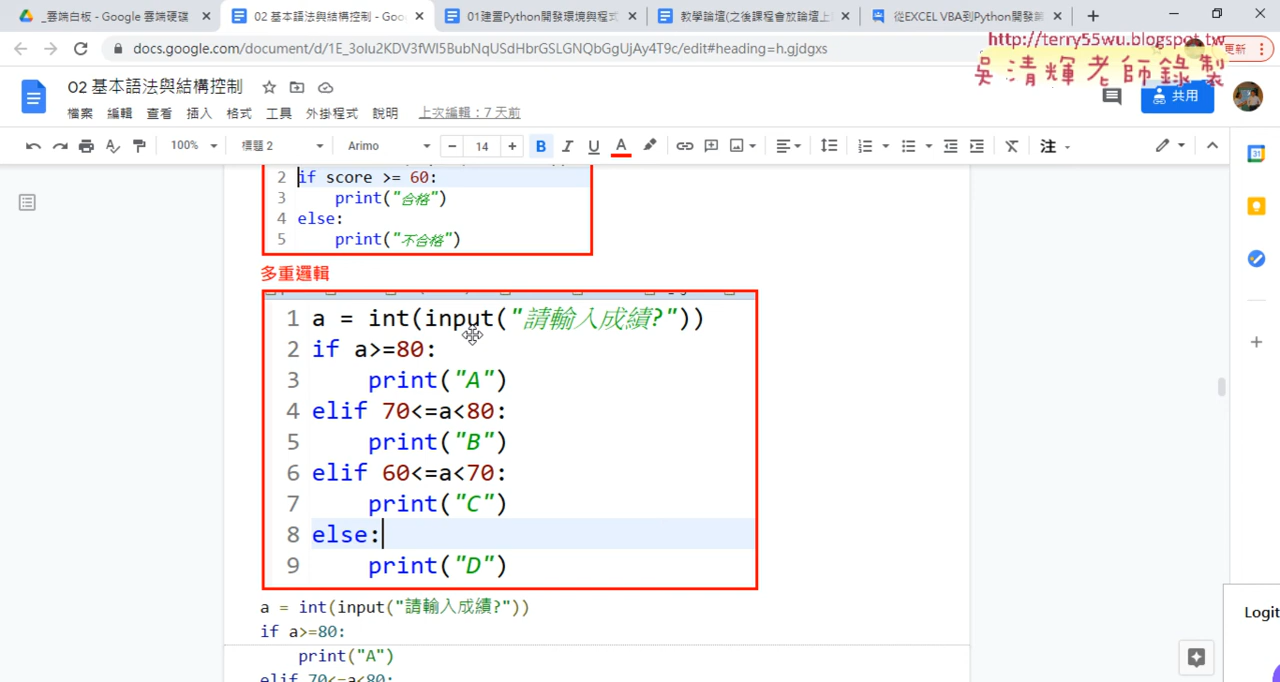 _雲端白板 - Google 雲端硬碟
02 基本語法與結構控制 - Goo
01建置Python開發環境與程式
教學論壇(之後課程會放論壇上
從EXCEL VBA到Python開發
docs.google.com/document/d/1E_3olu2KDV3fWI5BubNqUSdHbrGSLGNQbGgUjAy4T9c/edit#heading=h.gjdgxs
更新
http://terry55wu.blogspot.tw
吳清輝老師錄製
02 基本語法與結構控制
共用
檔案 編輯 查看 插入 格式 工具 外掛程式 說明 上次編輯：7 天前
100% 標題 2 Arimo 14 B I U A 注
2 if score >= 60:
3 print("合格")
4 else:
5 print("不合格")
多重邏輯
1 a = int(input("請輸入成績?"))
2 if a>=80:
3 print("A")
4 elif 70<=a<80:
5 print("B")
6 elif 60<=a<70:
7 print("C")
8 else:
9 print("D")
a = int(input("請輸入成績?"))
if a>=80:
print("A")
elif 70<=a<80:
31
Logit